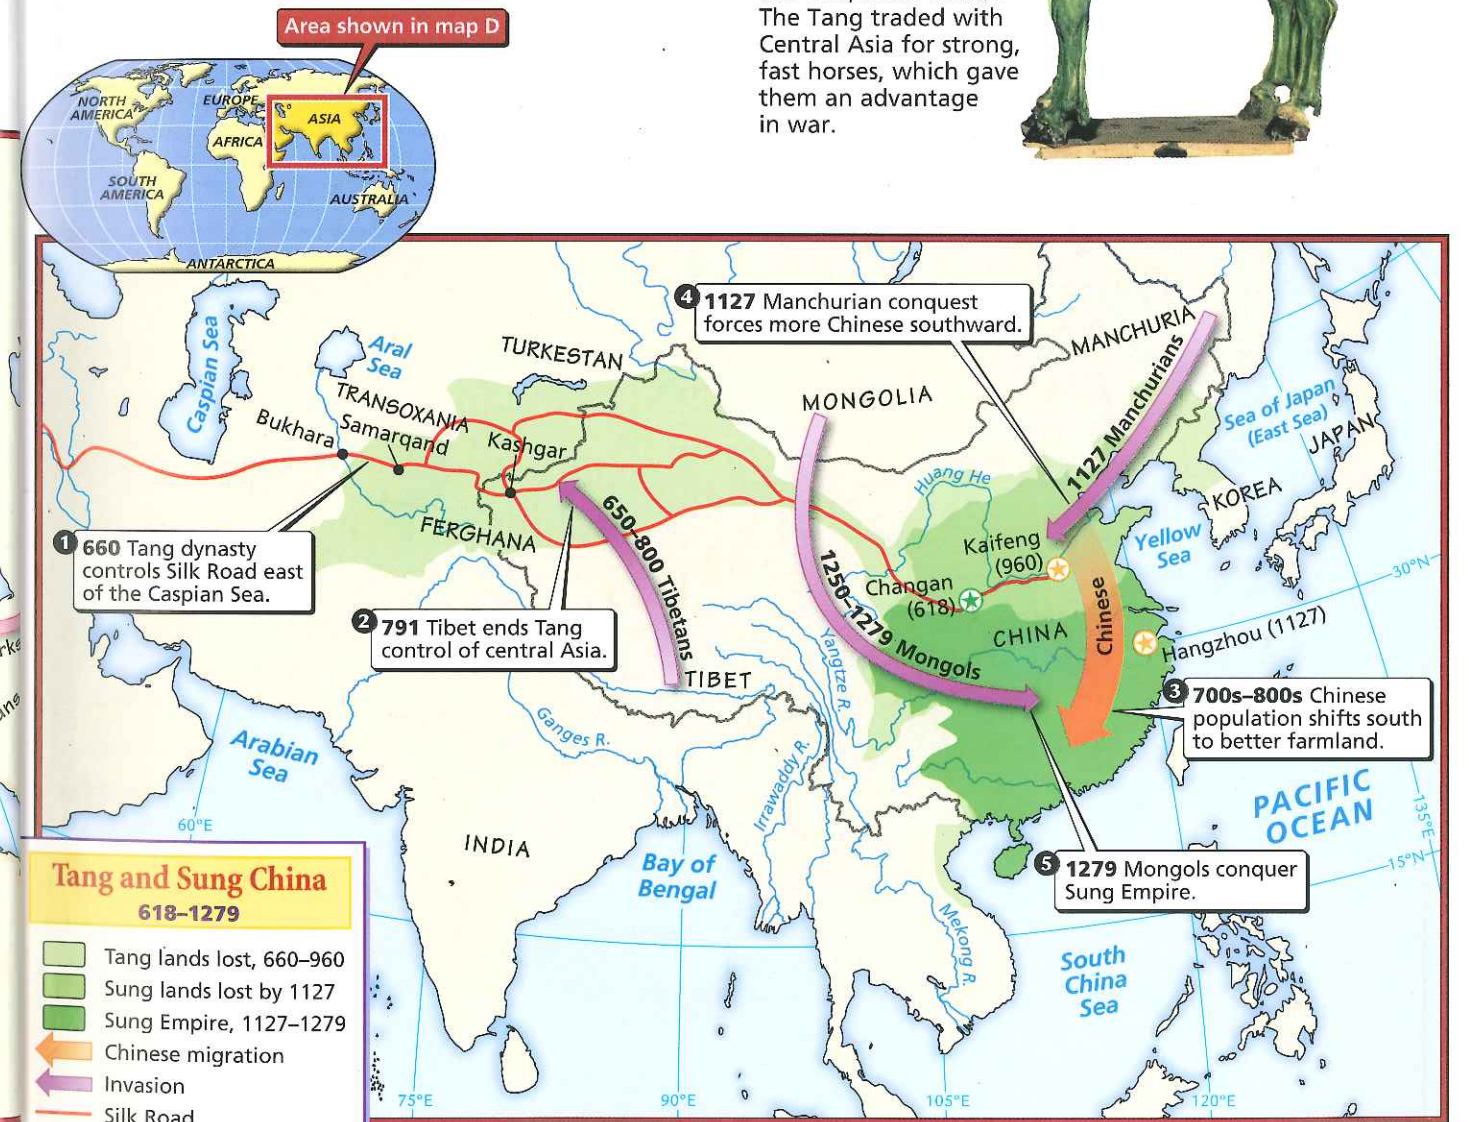 Area shown in map D
NORTH
AMERICA
EUROPE
ASIA
AFRICA
SOUTH
AMERICA
AUSTRALIA
ANTARCTICA
The Tang traded with
Central Asia for strong,
fast horses, which gave
them an advantage
in war.
4 1127 Manchurian conquest
forces more Chinese southward.
MANCHURIA
1127 Manchurians
Caspian Sea
Aral
Sea
TURKESTAN
TRANSOXANIA
Bukhara
Samarqand
Kashgar
MONGOLIA
Sea of Japan
(East Sea)
JAPAN
KOREA
Huang He
FERGHANA
650–800 Tibetans
1 660 Tang dynasty
controls Silk Road east
of the Caspian Sea.
Kaifeng
(960)
Yellow
Sea
30°N
Changan
(618)
Chinese
1250–1279 Mongols
CHINA
Hangzhou (1127)
2 791 Tibet ends Tang
control of central Asia.
TIBET
Yangtze R.
3 700s–800s Chinese
population shifts south
to better farmland.
Ganges R.
Arabian
Sea
Irrawaddy R.
PACIFIC
OCEAN
135°E
60°E
INDIA
Bay of
Bengal
15°N
5 1279 Mongols conquer
Sung Empire.
Mekong R.
South
China
Sea
75°E
90°E
105°E
120°E
Tang and Sung China
618–1279
Tang lands lost, 660–960
Sung lands lost by 1127
Sung Empire, 1127–1279
Chinese migration
Invasion
Silk Road